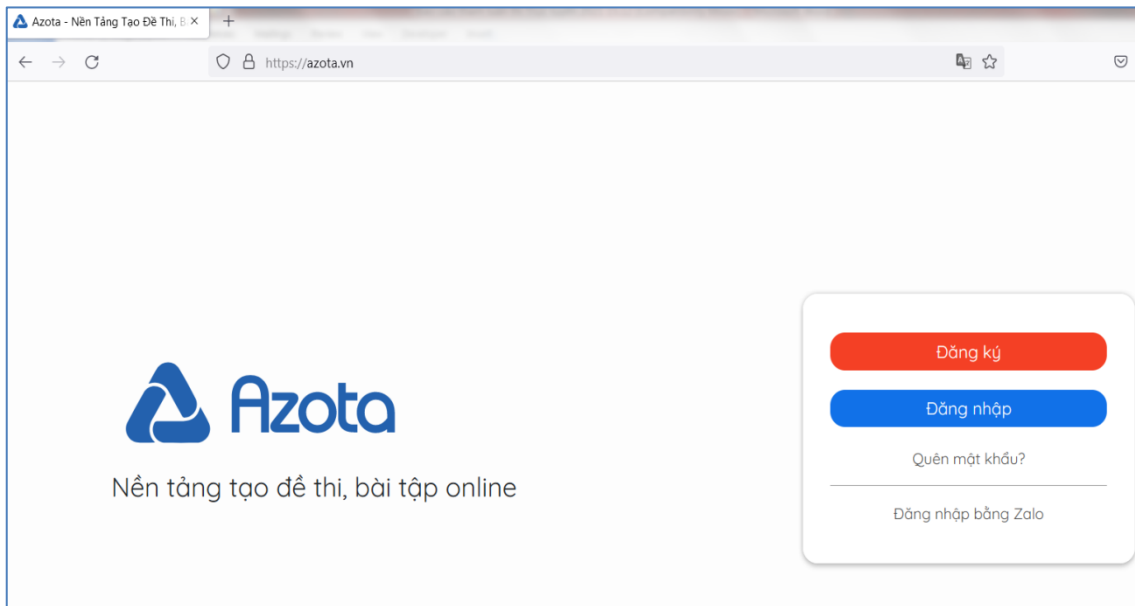 Azota - Nền Tảng Tạo Đề Thi, B
https://azota.vn
Đăng ký
Azota
Đăng nhập
Quên mật khẩu?
Nền tảng tạo đề thi, bài tập online
Đăng nhập bằng Zalo